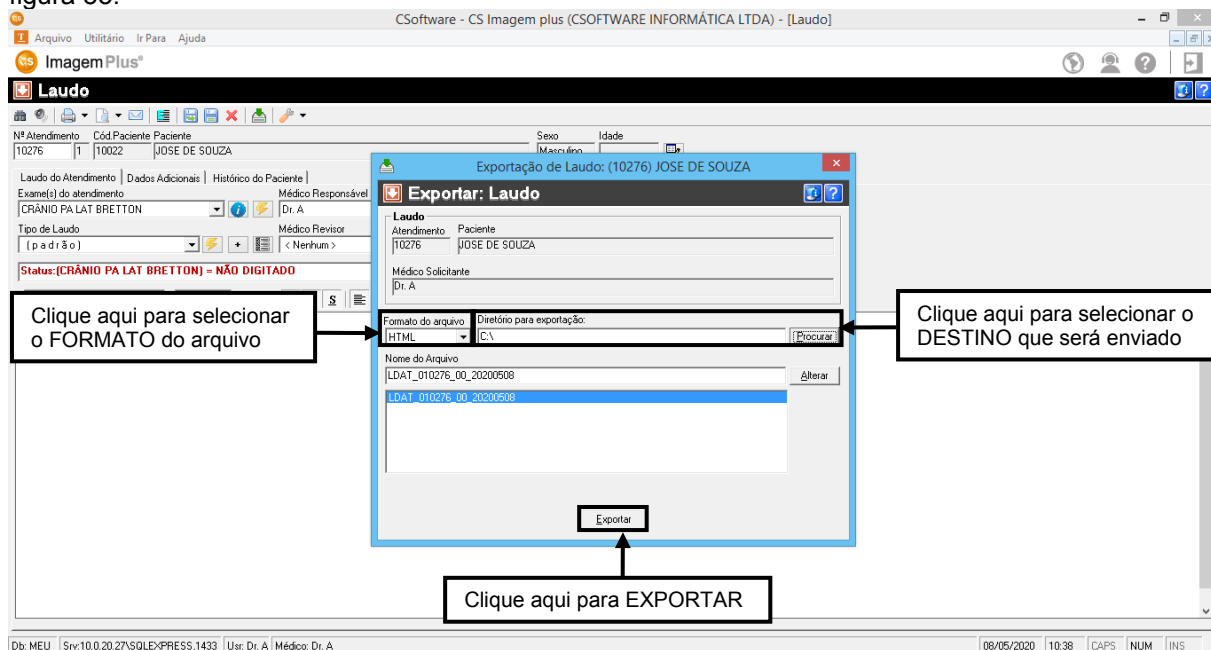 figura 55.
CSoftware - CS Imagem plus (CSOFTWARE INFORMÁTICA LTDA) - [Laudo]
Arquivo Utilitário Ir Para Ajuda
Imagem Plus®
Laudo
Nº Atendimento Cód.Paciente Paciente Sexo Idade
10276 1 10022 JOSE DE SOUZA Masculino
Laudo do Atendimento Dados Adicionais Histórico do Paciente
Exame(s) do atendimento Médico Responsável
CRÂNIO PA LAT BRETTON Dr. A
Tipo de Laudo Médico Revisor
(padrão) < Nenhum >
Status:(CRÂNIO PA LAT BRETTON) = NÃO DIGITADO
S
Exportação de Laudo: (10276) JOSE DE SOUZA
Exportar: Laudo
Laudo
Atendimento Paciente
10276 JOSE DE SOUZA
Médico Solicitante
Dr. A
Formato do arquivo Diretório para exportação:
HTML C:\ Procurar
Nome do Arquivo
LDAT_010276_00_20200508 Alterar
LDAT_010276_00_20200508
Exportar
Clique aqui para selecionar
o FORMATO do arquivo
Clique aqui para selecionar o
DESTINO que será enviado
Clique aqui para EXPORTAR
Db: MEU Srv:10.0.20.27\SQLEXPRESS,1433 Usr: Dr. A Médico: Dr. A 08/05/2020 10:38 CAPS NUM INS